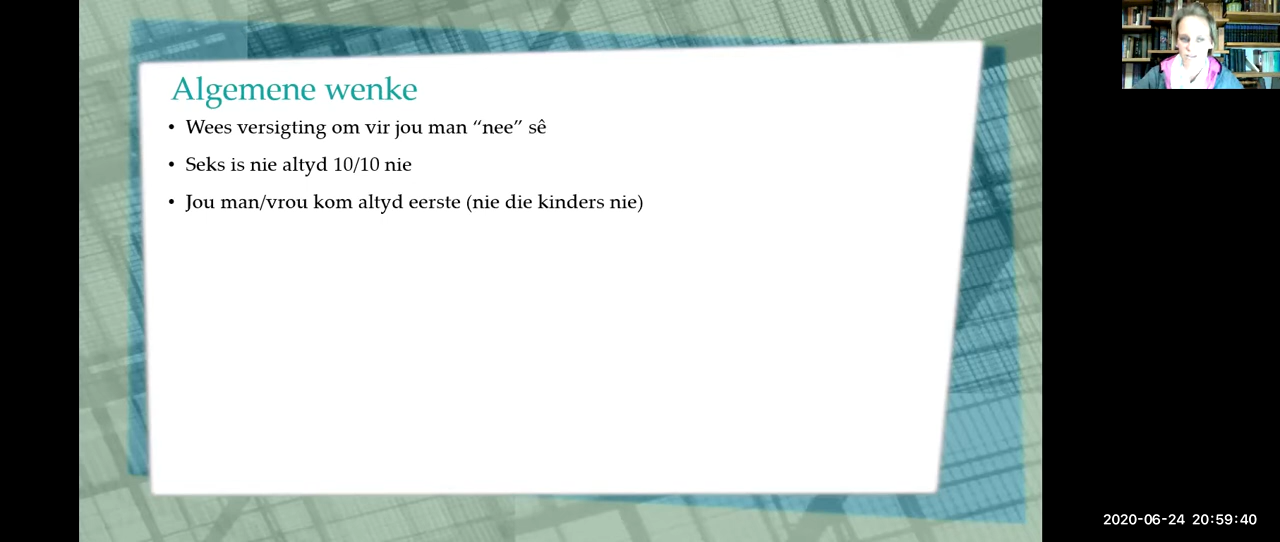 Algemene wenke
• Wees versigting om vir jou man “nee” sê
• Seks is nie altyd 10/10 nie
• Jou man/vrou kom altyd eerste (nie die kinders nie)
2020-06-24 20:59:40